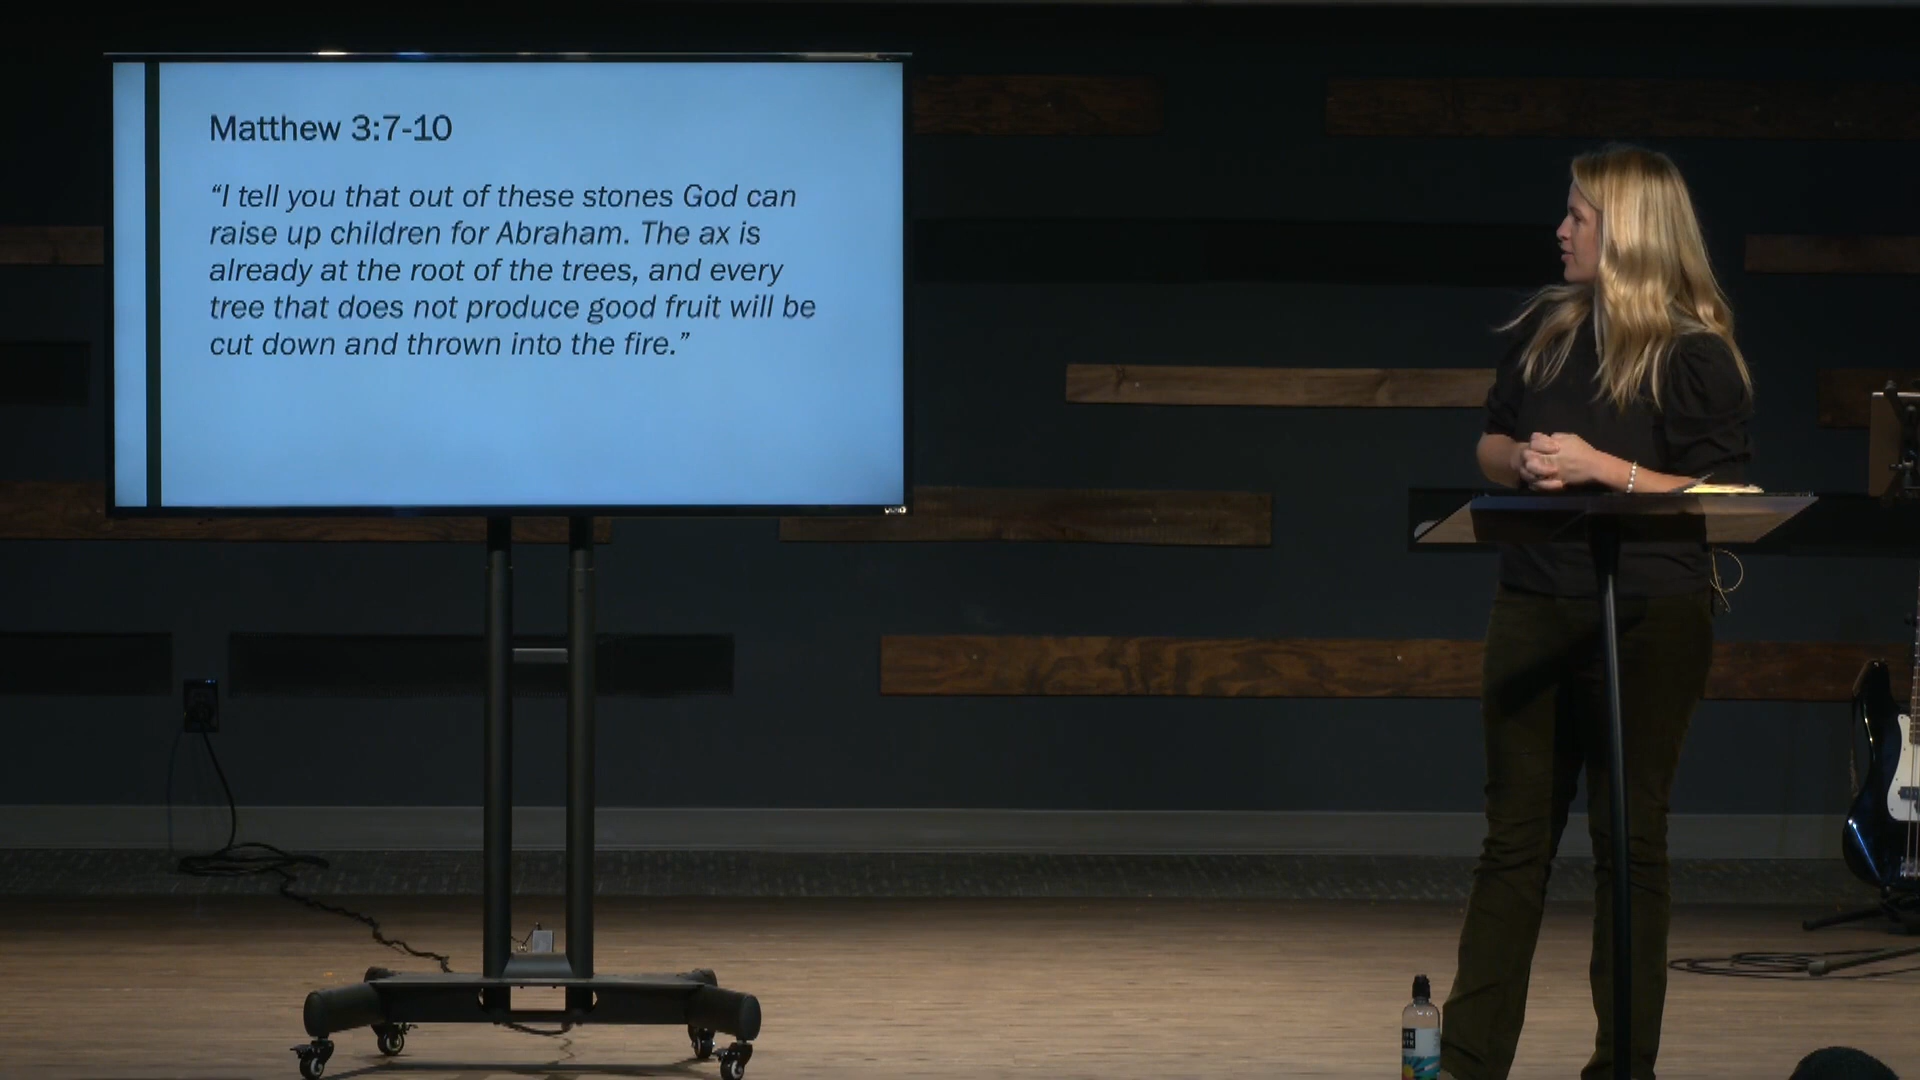 Matthew 3:7-10
“I tell you that out of these stones God can
raise up children for Abraham. The ax is
already at the root of the trees, and every
tree that does not produce good fruit will be
cut down and thrown into the fire.”
VIZIO